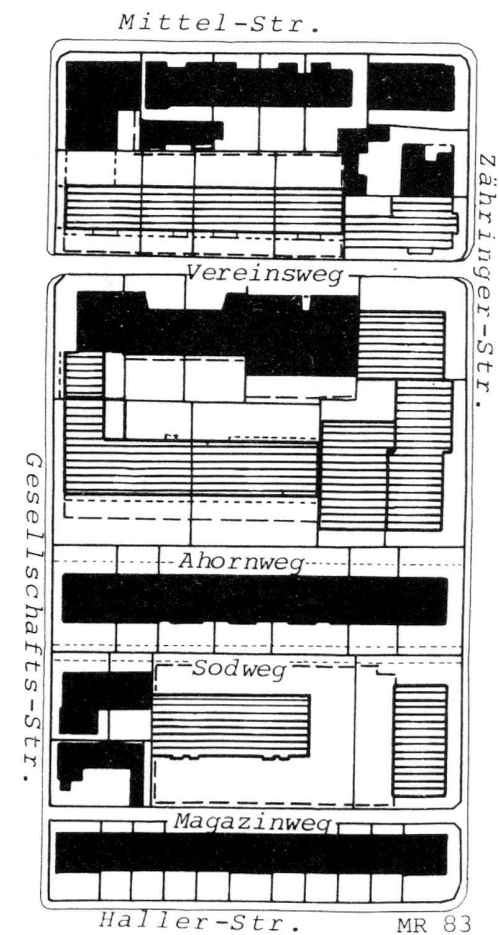 Mittel-Str.
Zähringer-Str.
Vereinsweg
Gesellschafts-Str.
Ahornweg
Sodweg
Magazinweg
Haller-Str.
MR 83